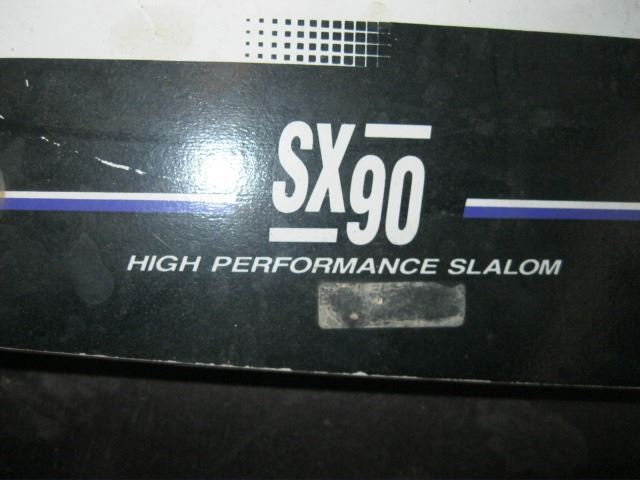 SX90
HIGH PERFORMANCE SLALOM